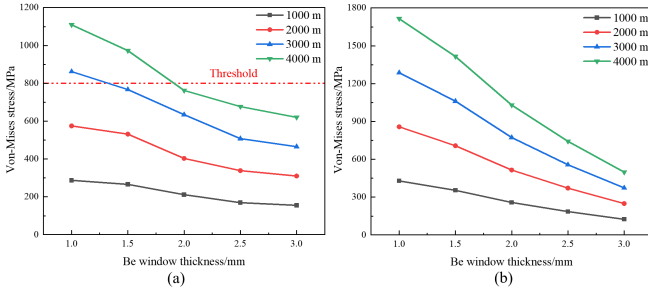 1200
1000
800
600
400
200
0
Von-Mises stress/MPa
1000 m
2000 m
3000 m
4000 m
Threshold
1.0 1.5 2.0 2.5 3.0
Be window thickness/mm
(a)
1800
1500
1200
900
600
300
0
Von-Mises stress/MPa
1000 m
2000 m
3000 m
4000 m
1.0 1.5 2.0 2.5 3.0
Be window thickness/mm
(b)